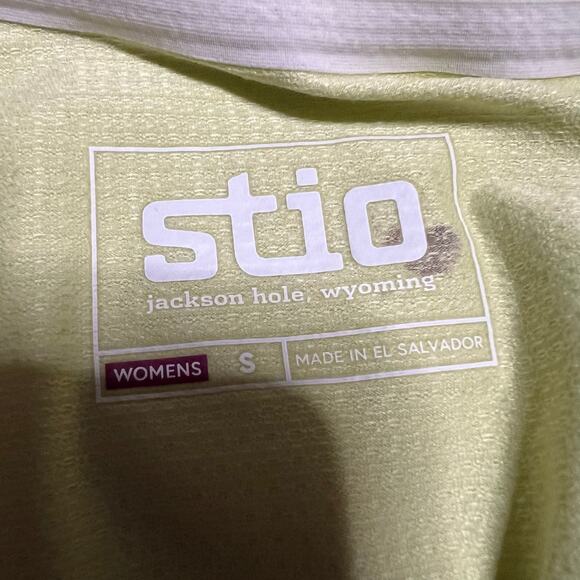 stio
jackson hole, wyoming
WOMENS S MADE IN EL SALVADOR